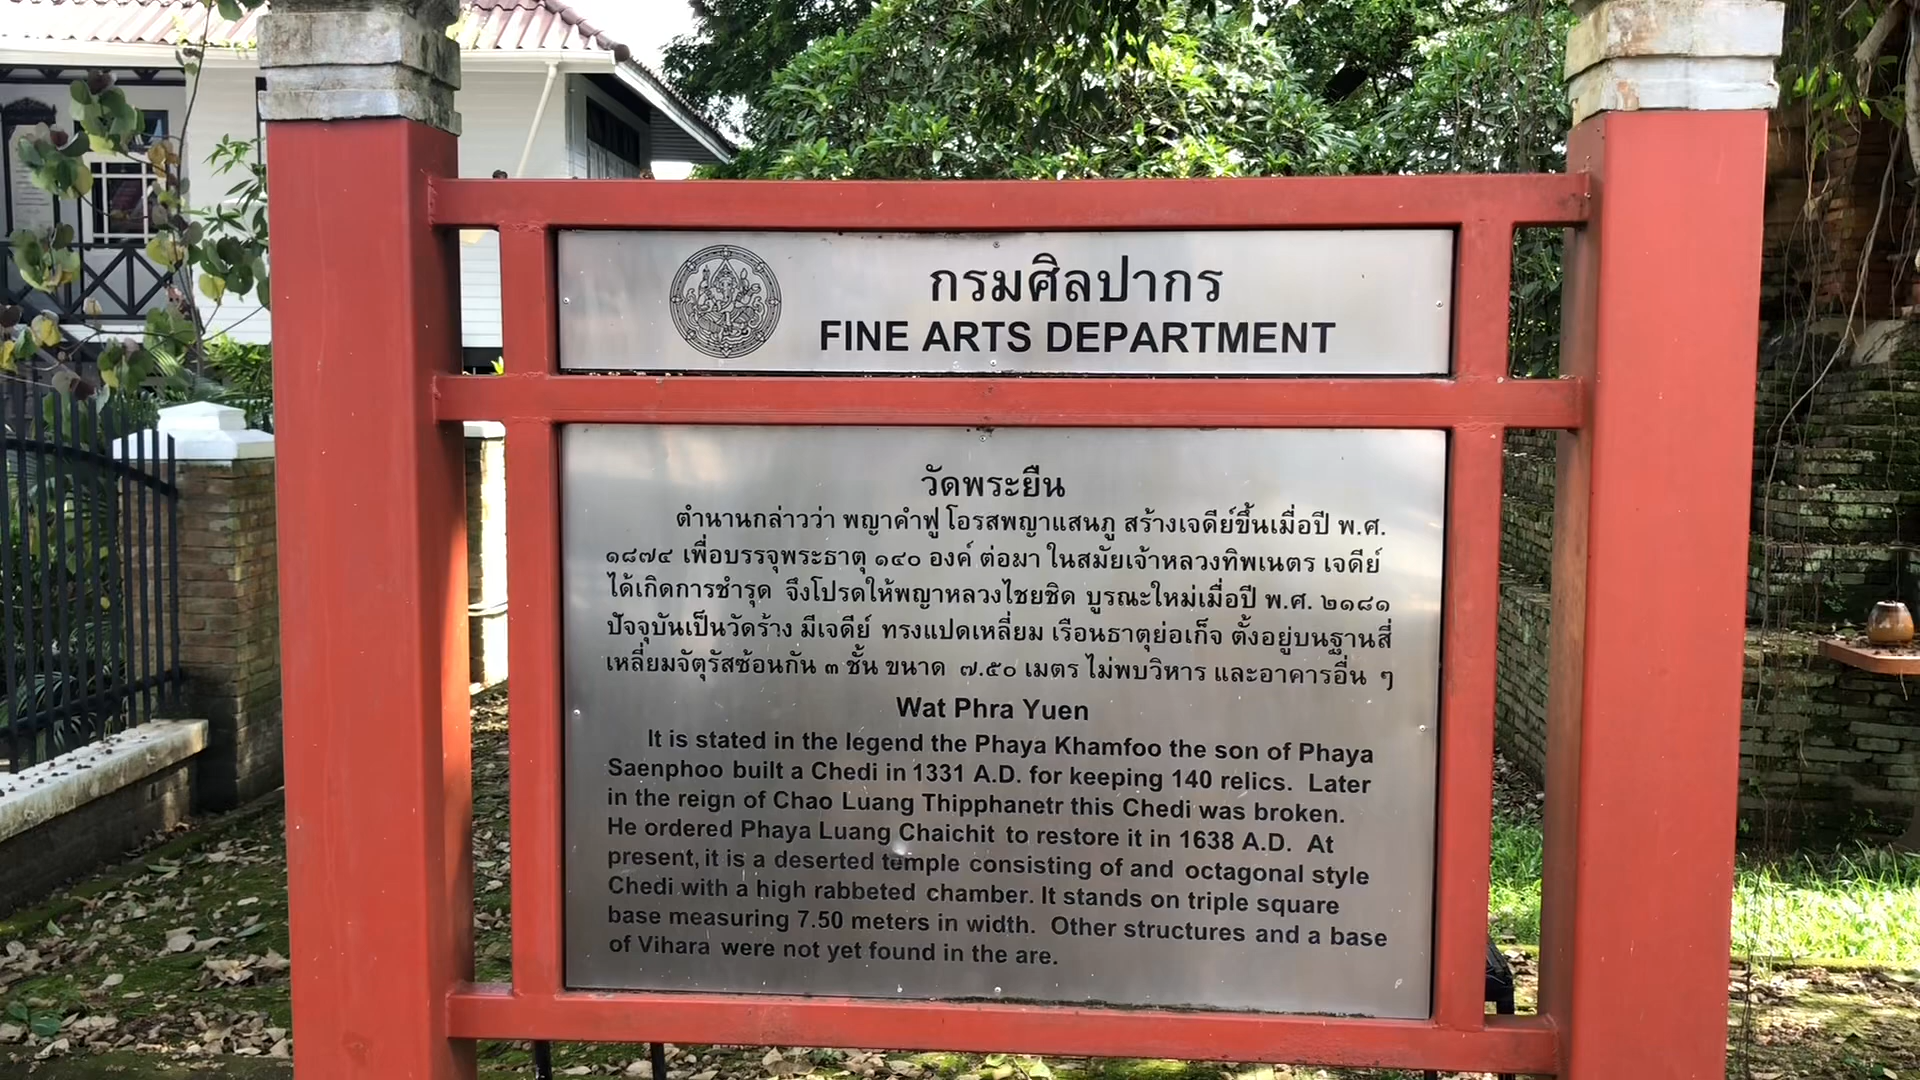 กรมศิลปากร
FINE ARTS DEPARTMENT
วัดพระยืน
ตำนานกล่าวว่า พญาคำฟู โอรสพญาแสนภู สร้างเจดีย์ขึ้นเมื่อปี พ.ศ.
๑๘๗๔ เพื่อบรรจุพระธาตุ ๑๔๐ องค์ ต่อมา ในสมัยเจ้าหลวงทิพเนตร เจดีย์
ได้เกิดการชำรุด จึงโปรดให้พญาหลวงไชยชิด บูรณะใหม่เมื่อปี พ.ศ. ๒๑๘๑
ปัจจุบันเป็นวัดร้าง มีเจดีย์ ทรงแปดเหลี่ยม เรือนธาตุย่อเก็จ ตั้งอยู่บนฐานสี่
เหลี่ยมจัตุรัสซ้อนกัน ๓ ชั้น ขนาด ๗.๕๐ เมตร ไม่พบวิหาร และอาคารอื่น ๆ
Wat Phra Yuen
It is stated in the legend the Phaya Khamfoo the son of Phaya
Saenphoo built a Chedi in 1331 A.D. for keeping 140 relics. Later
in the reign of Chao Luang Thipphanetr this Chedi was broken.
He ordered Phaya Luang Chaichit to restore it in 1638 A.D. At
present, it is a deserted temple consisting of and octagonal style
Chedi with a high rabbeted chamber. It stands on triple square
base measuring 7.50 meters in width. Other structures and a base
of Vihara were not yet found in the are.